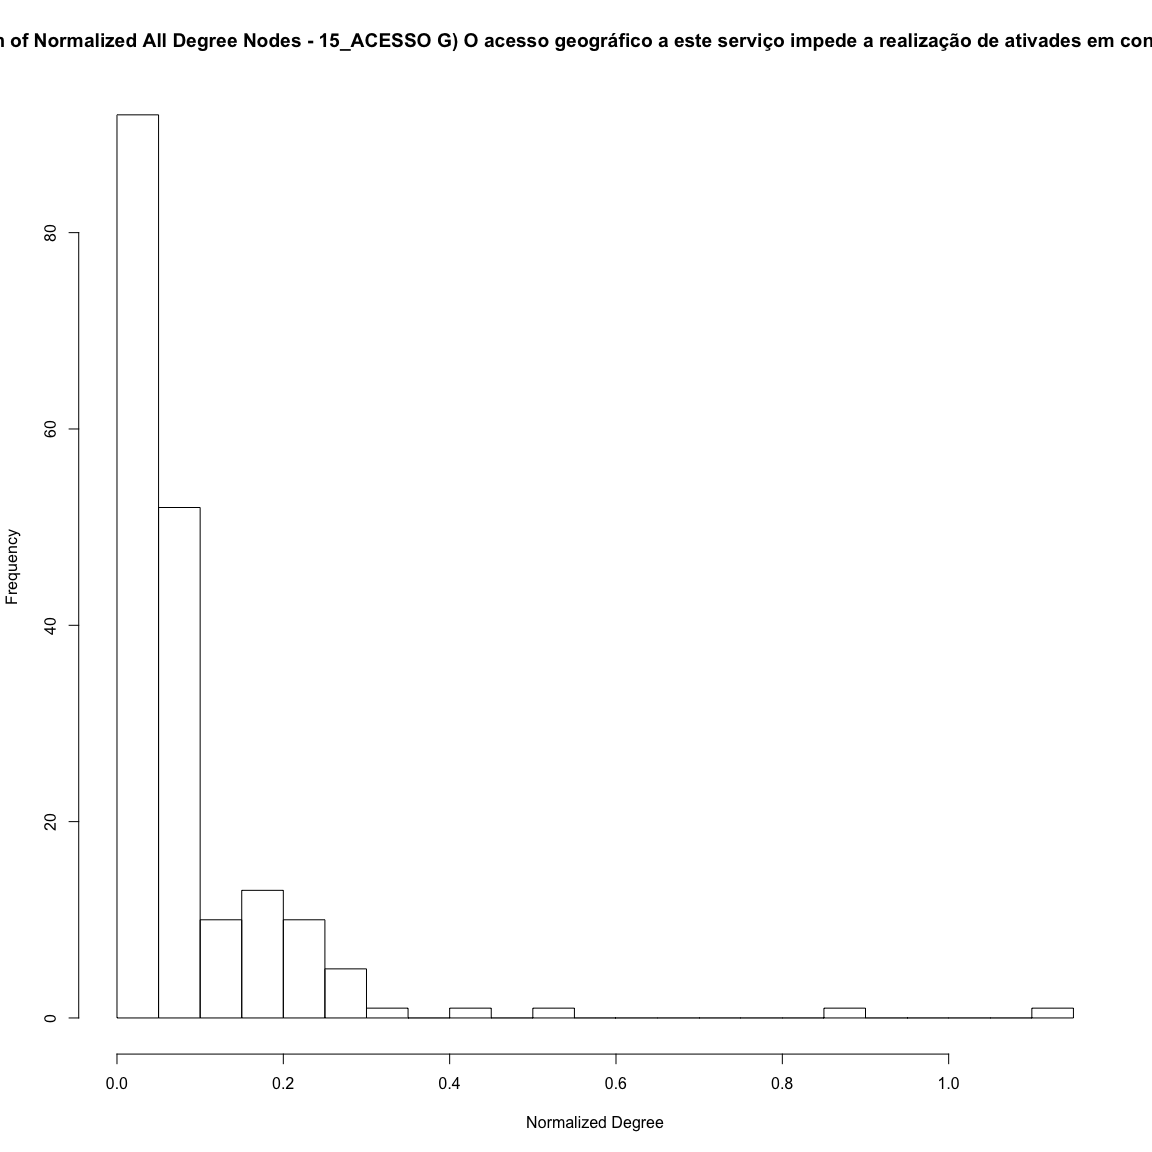 of Normalized All Degree Nodes - 15_ACESSO G) O acesso geográfico a este serviço impede a realização de ativades em con
80
60
40
20
0
Frequency
0.0 0.2 0.4 0.6 0.8 1.0
Normalized Degree